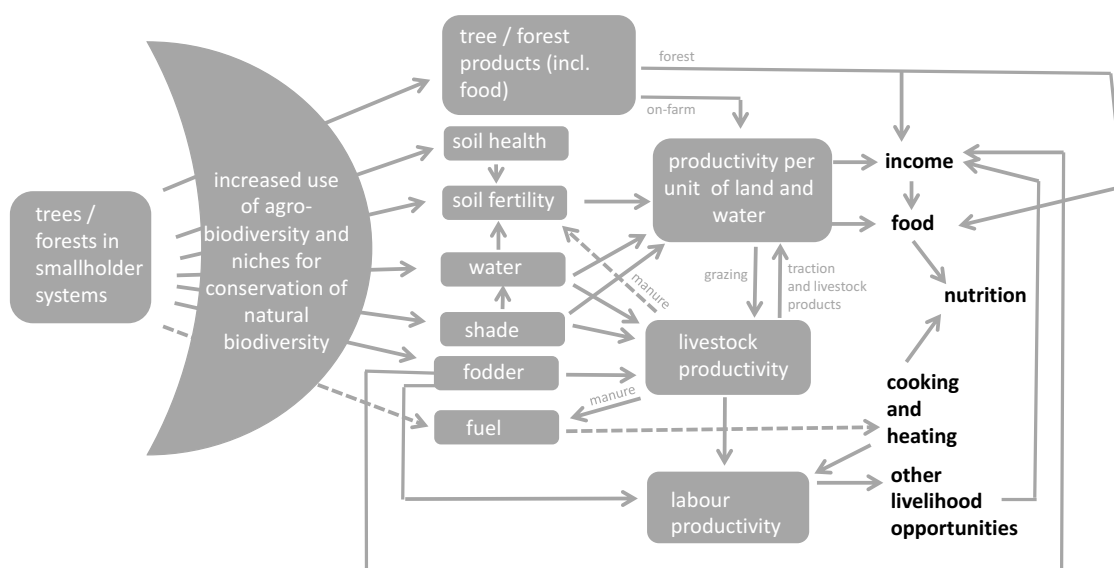 trees /
forests in
smallholder
systems
increased use
of agro-
biodiversity and
niches for
conservation of
natural
biodiversity
tree / forest
products (incl.
food)
soil health
soil fertility
water
shade
fodder
fuel
forest
on-farm
productivity per
unit of land and
water
grazing
traction
and livestock
products
manure
livestock
productivity
manure
labour
productivity
income
food
nutrition
cooking
and
heating
other
livelihood
opportunities